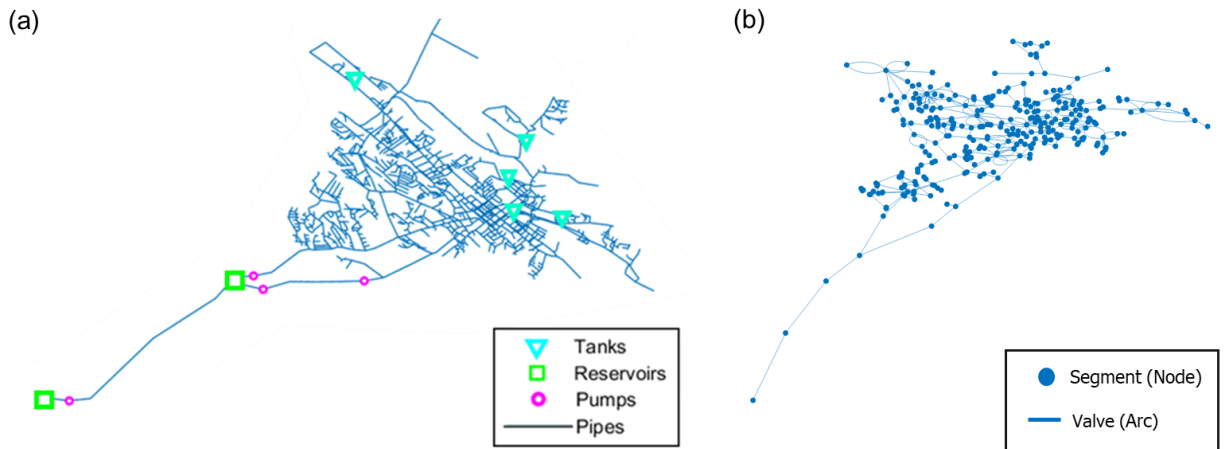 (a)
(b)
Tanks
Reservoirs
Pumps
Pipes
Segment (Node)
Valve (Arc)